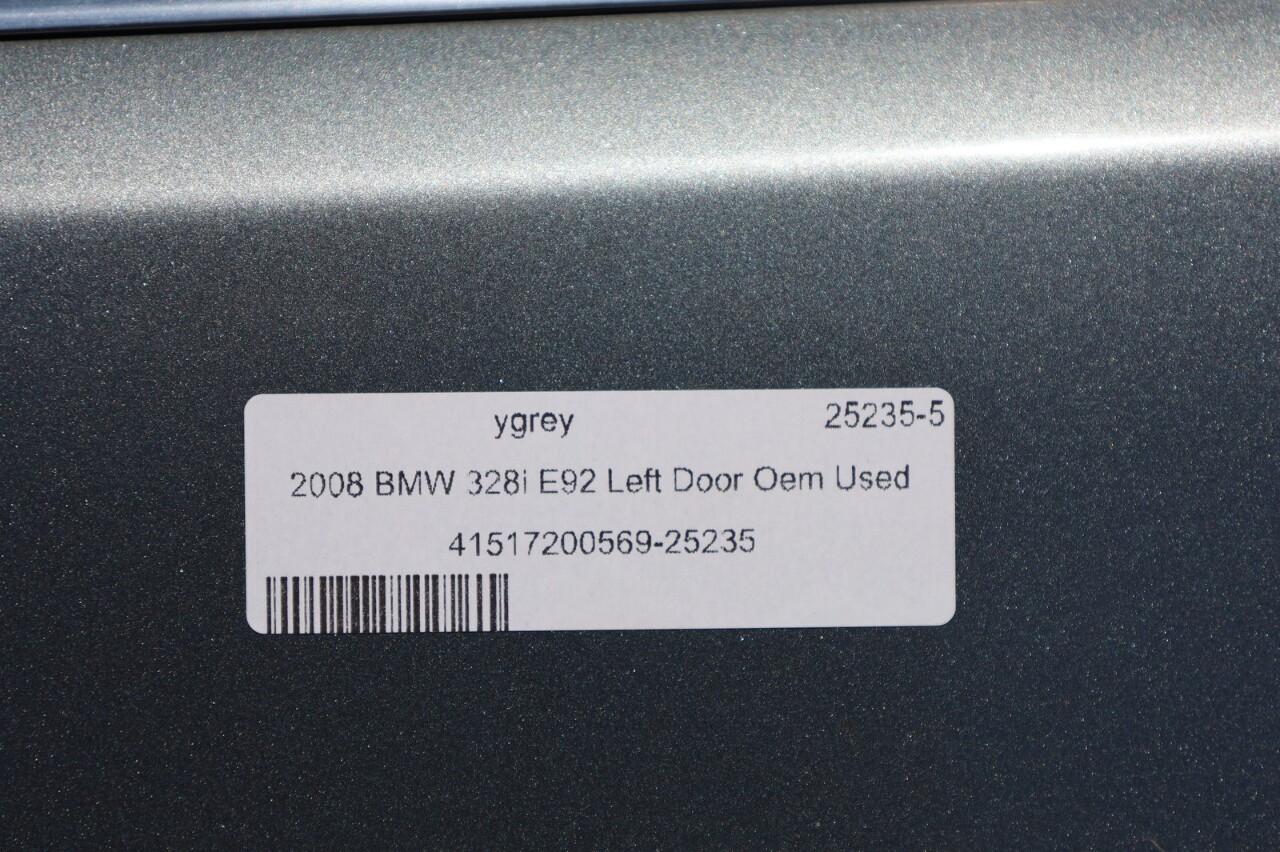 ygrey 25235-5
2008 BMW 328i E92 Left Door Oem Used
41517200569-25235